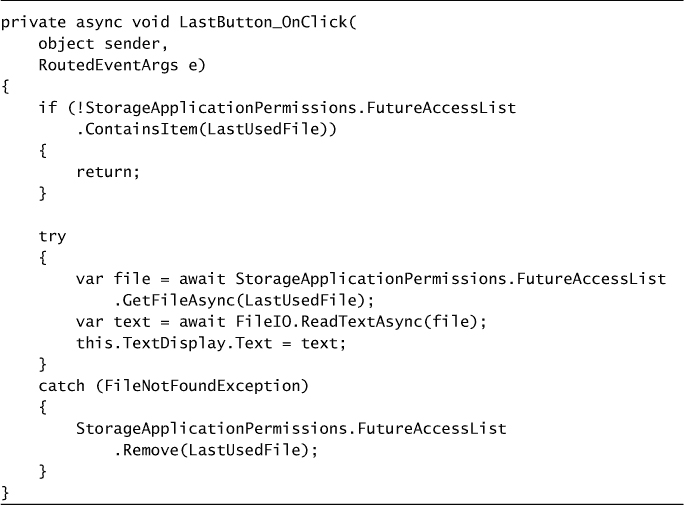 private async void LastButton_OnClick(
    object sender,
    RoutedEventArgs e)
{
    if (!StorageApplicationPermissions.FutureAccessList
        .ContainsItem(LastUsedFile))
    {
        return;
    }

    try
    {
        var file = await StorageApplicationPermissions.FutureAccessList
            .GetFileAsync(LastUsedFile);
        var text = await FileIO.ReadTextAsync(file);
        this.TextDisplay.Text = text;
    }
    catch (FileNotFoundException)
    {
        StorageApplicationPermissions.FutureAccessList
            .Remove(LastUsedFile);
    }
}